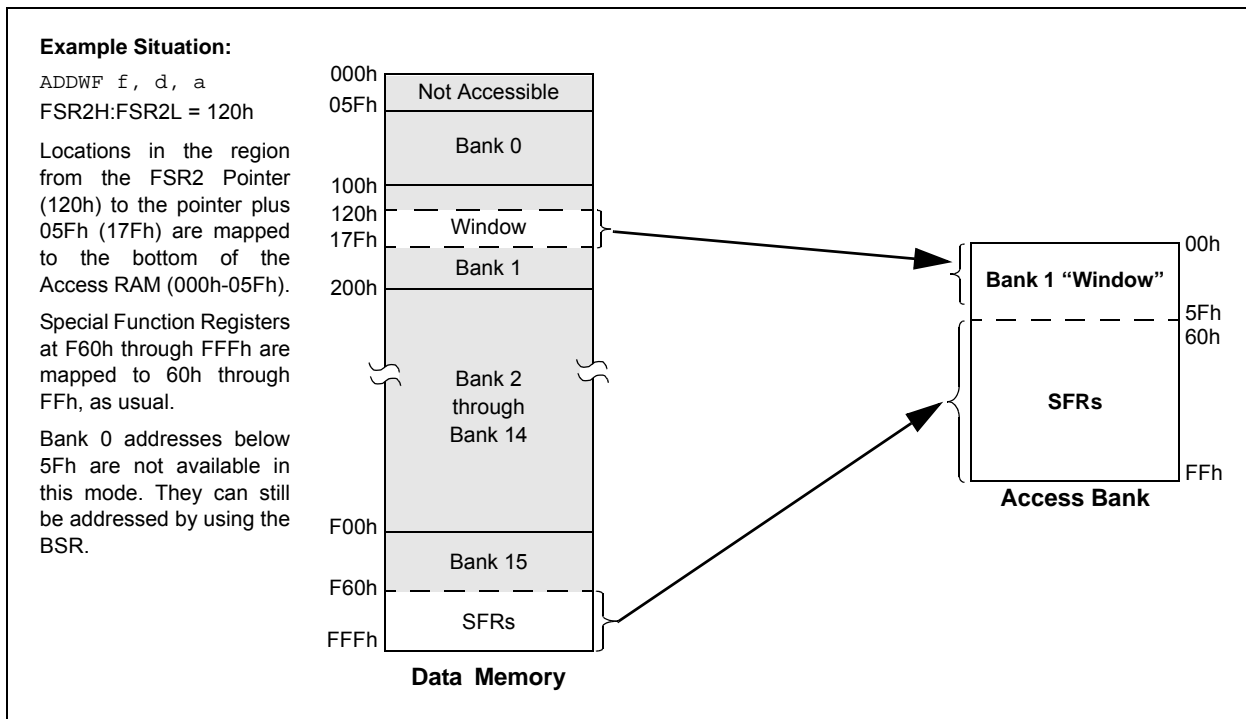 Example Situation:
ADDWF f, d, a
FSR2H:FSR2L = 120h
Locations in the region
from the FSR2 Pointer
(120h) to the pointer plus
05Fh (17Fh) are mapped
to the bottom of the
Access RAM (000h-05Fh).
Special Function Registers
at F60h through FFFh are
mapped to 60h through
FFh, as usual.
Bank 0 addresses below
5Fh are not available in
this mode. They can still
be addressed by using the
BSR.
000h
Not Accessible
05Fh
Bank 0
100h
120h
Window
17Fh
Bank 1
200h
Bank 2
through
Bank 14
F00h
Bank 15
F60h
SFRs
FFFh
Data Memory
00h
Bank 1 “Window”
5Fh
60h
SFRs
FFh
Access Bank